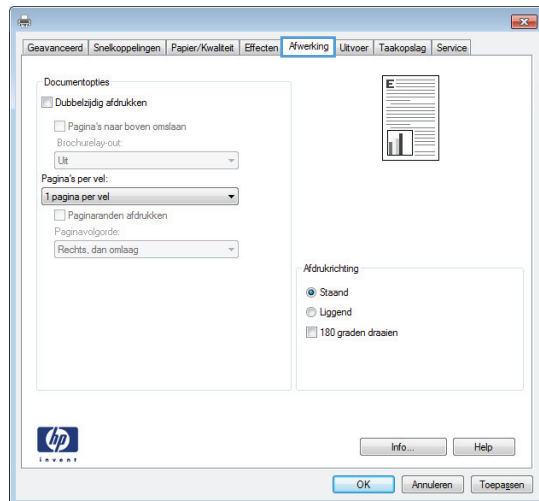 Geavanceerd Snelkoppelingen Papier/Kwaliteit Effecten Afwerking Uitvoer Taakopslag Service
Documentopties
Dubbelzijdig afdrukken
Pagina's naar boven omslaan
Brochurelay-out:
Uit
Pagina's per vel:
1 pagina per vel
Paginaranden afdrukken
Paginavolgorde:
Rechts, dan omlaag
E
Afdrukrichting
Staand
Liggend
180 graden draaien
hp
invent
Info... Help
OK Annuleren Toepassen